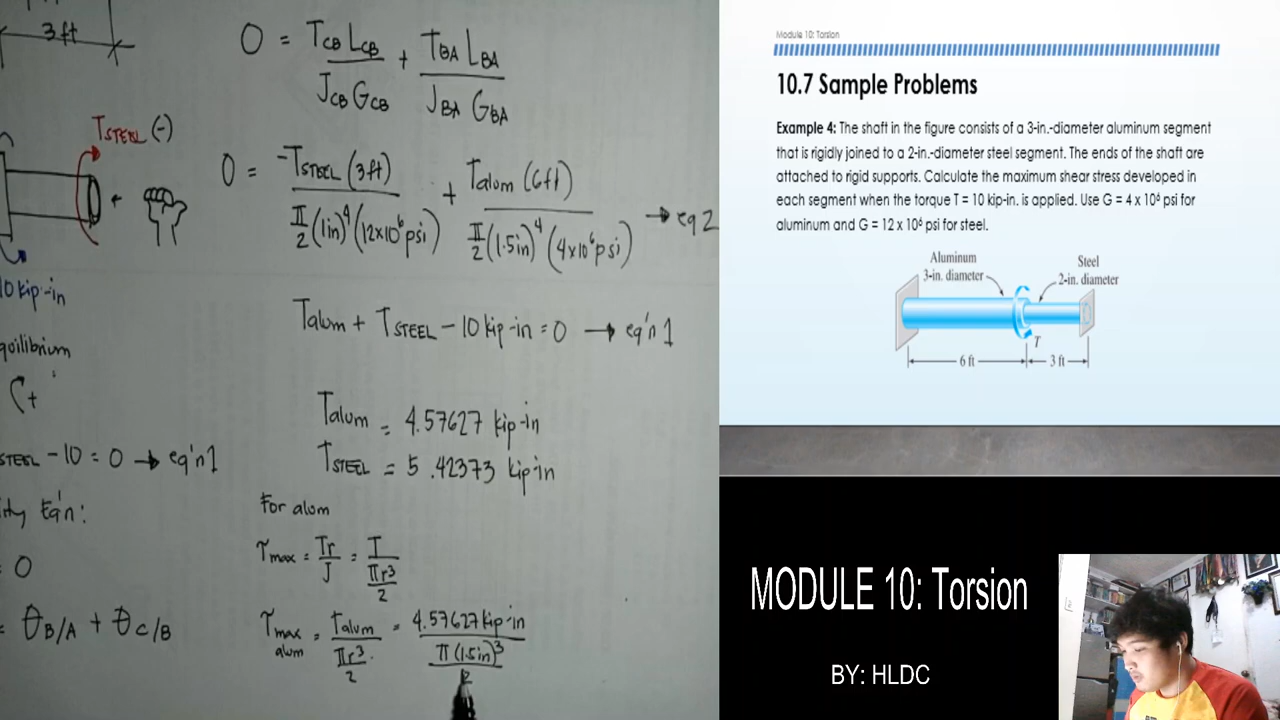 3 ft
TSTEEL (-)
10 kip-in
quilibrium
(+
STEEL - 10 = 0 → eq'n 1
ity Eq'n:
= 0
= θB/A + θC/B
0 = TCB LCB / JCB GCB + TBA LBA / JBA GBA
0 = -TSTEEL (3ft) / π/2 (1in)^4 (12x10^6 psi) + Talum (6ft) / π/2 (1.5in)^4 (4x10^6 psi) → eq 2
Talum + TSTEEL - 10 kip-in = 0 → eq'n 1
Talum = 4.57627 kip-in
TSTEEL = 5.42373 kip-in
For alum
τmax = Tr/J = T / πr^3/2
τmax alum = talum / πr^3/2 = 4.57627 kip-in / π(1.5in)^3
Module 10: Torsion
10.7 Sample Problems
Example 4: The shaft in the figure consists of a 3-in.-diameter aluminum segment
that is rigidly joined to a 2-in.-diameter steel segment. The ends of the shaft are
attached to rigid supports. Calculate the maximum shear stress developed in
each segment when the torque T = 10 kip-in. is applied. Use G = 4 x 10⁶ psi for
aluminum and G = 12 x 10⁶ psi for steel.
Aluminum
3-in. diameter
Steel
2-in. diameter
T
6 ft
3 ft
MODULE 10: Torsion
BY: HLDC